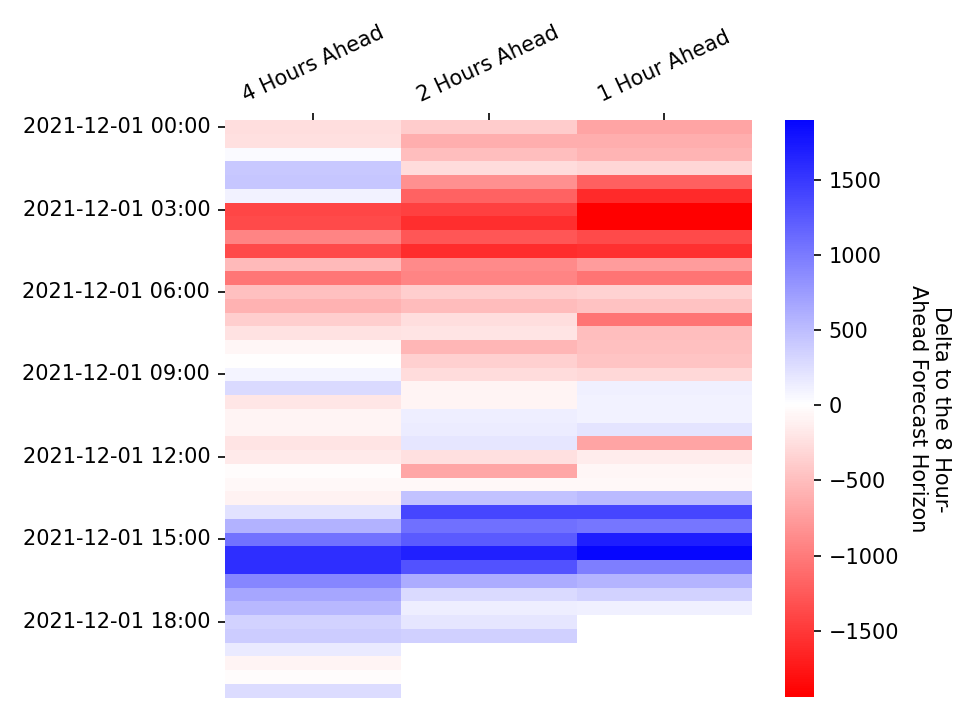 4 Hours Ahead
2 Hours Ahead
1 Hour Ahead
2021-12-01 00:00
2021-12-01 03:00
2021-12-01 06:00
2021-12-01 09:00
2021-12-01 12:00
2021-12-01 15:00
2021-12-01 18:00
1500
1000
500
0
−500
−1000
−1500
Delta to the 8 Hour-
Ahead Forecast Horizon